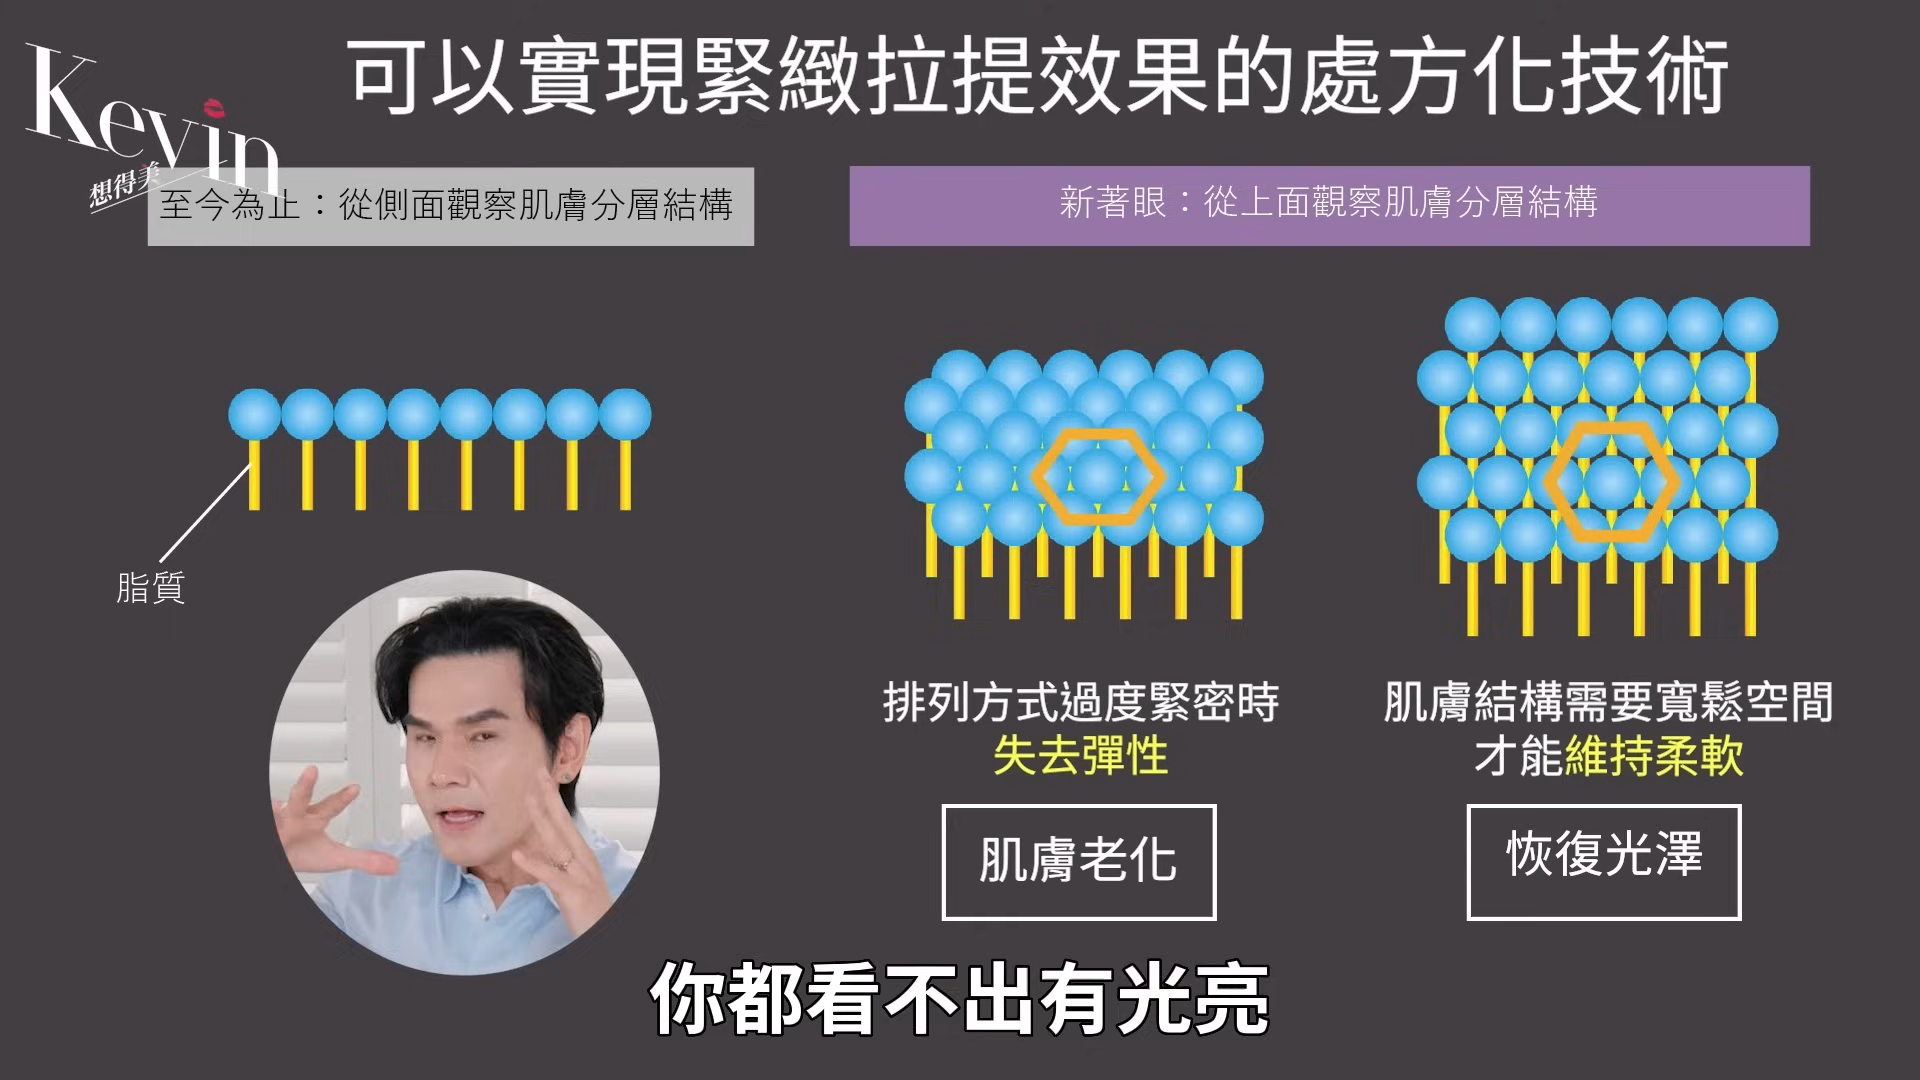 Kevin
想得美
可以實現緊緻拉提效果的處方化技術
至今為止：從側面觀察肌膚分層結構
新著眼：從上面觀察肌膚分層結構
脂質
排列方式過度緊密時
失去彈性
肌膚老化
肌膚結構需要寬鬆空間
才能維持柔軟
恢復光澤
你都看不出有光亮